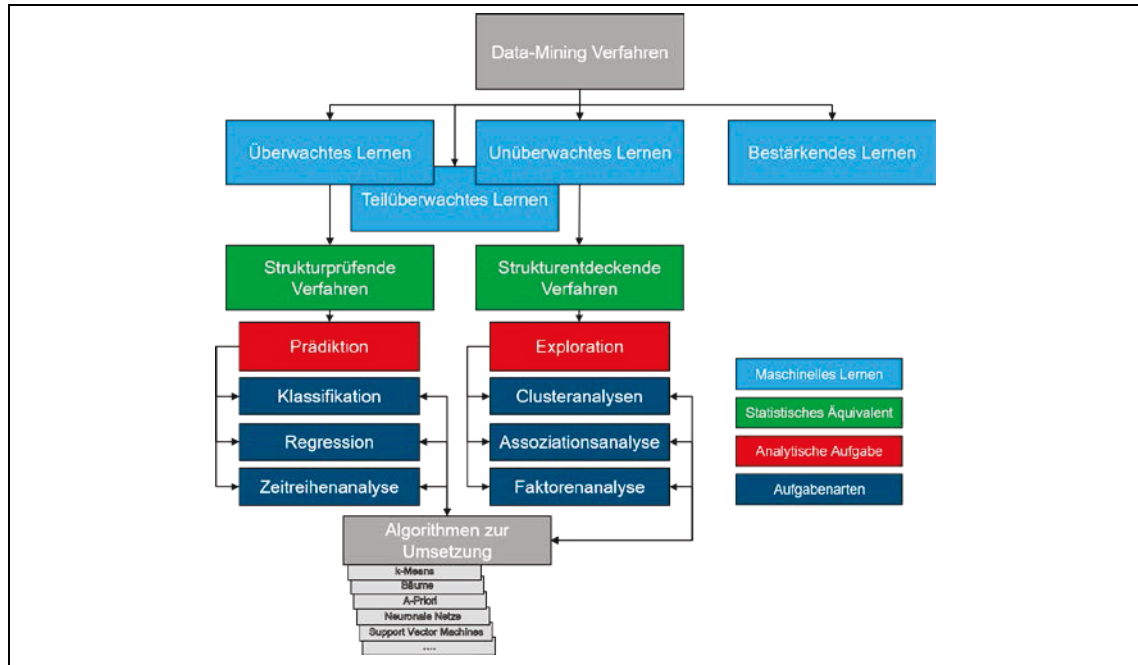 Data-Mining Verfahren
Überwachtes Lernen
Unüberwachtes Lernen
Bestärkendes Lernen
Teilüberwachtes Lernen
Strukturprüfende
Verfahren
Strukturentdeckende
Verfahren
Prädiktion
Exploration
Klassifikation
Clusteranalysen
Regression
Assoziationsanalyse
Zeitreihenanalyse
Faktorenanalyse
Maschinelles Lernen
Statistisches Äquivalent
Analytische Aufgabe
Aufgabenarten
Algorithmen zur
Umsetzung
k-Means
Bäume
A-Priori
Neuronale Netze
Support Vector Machines
....